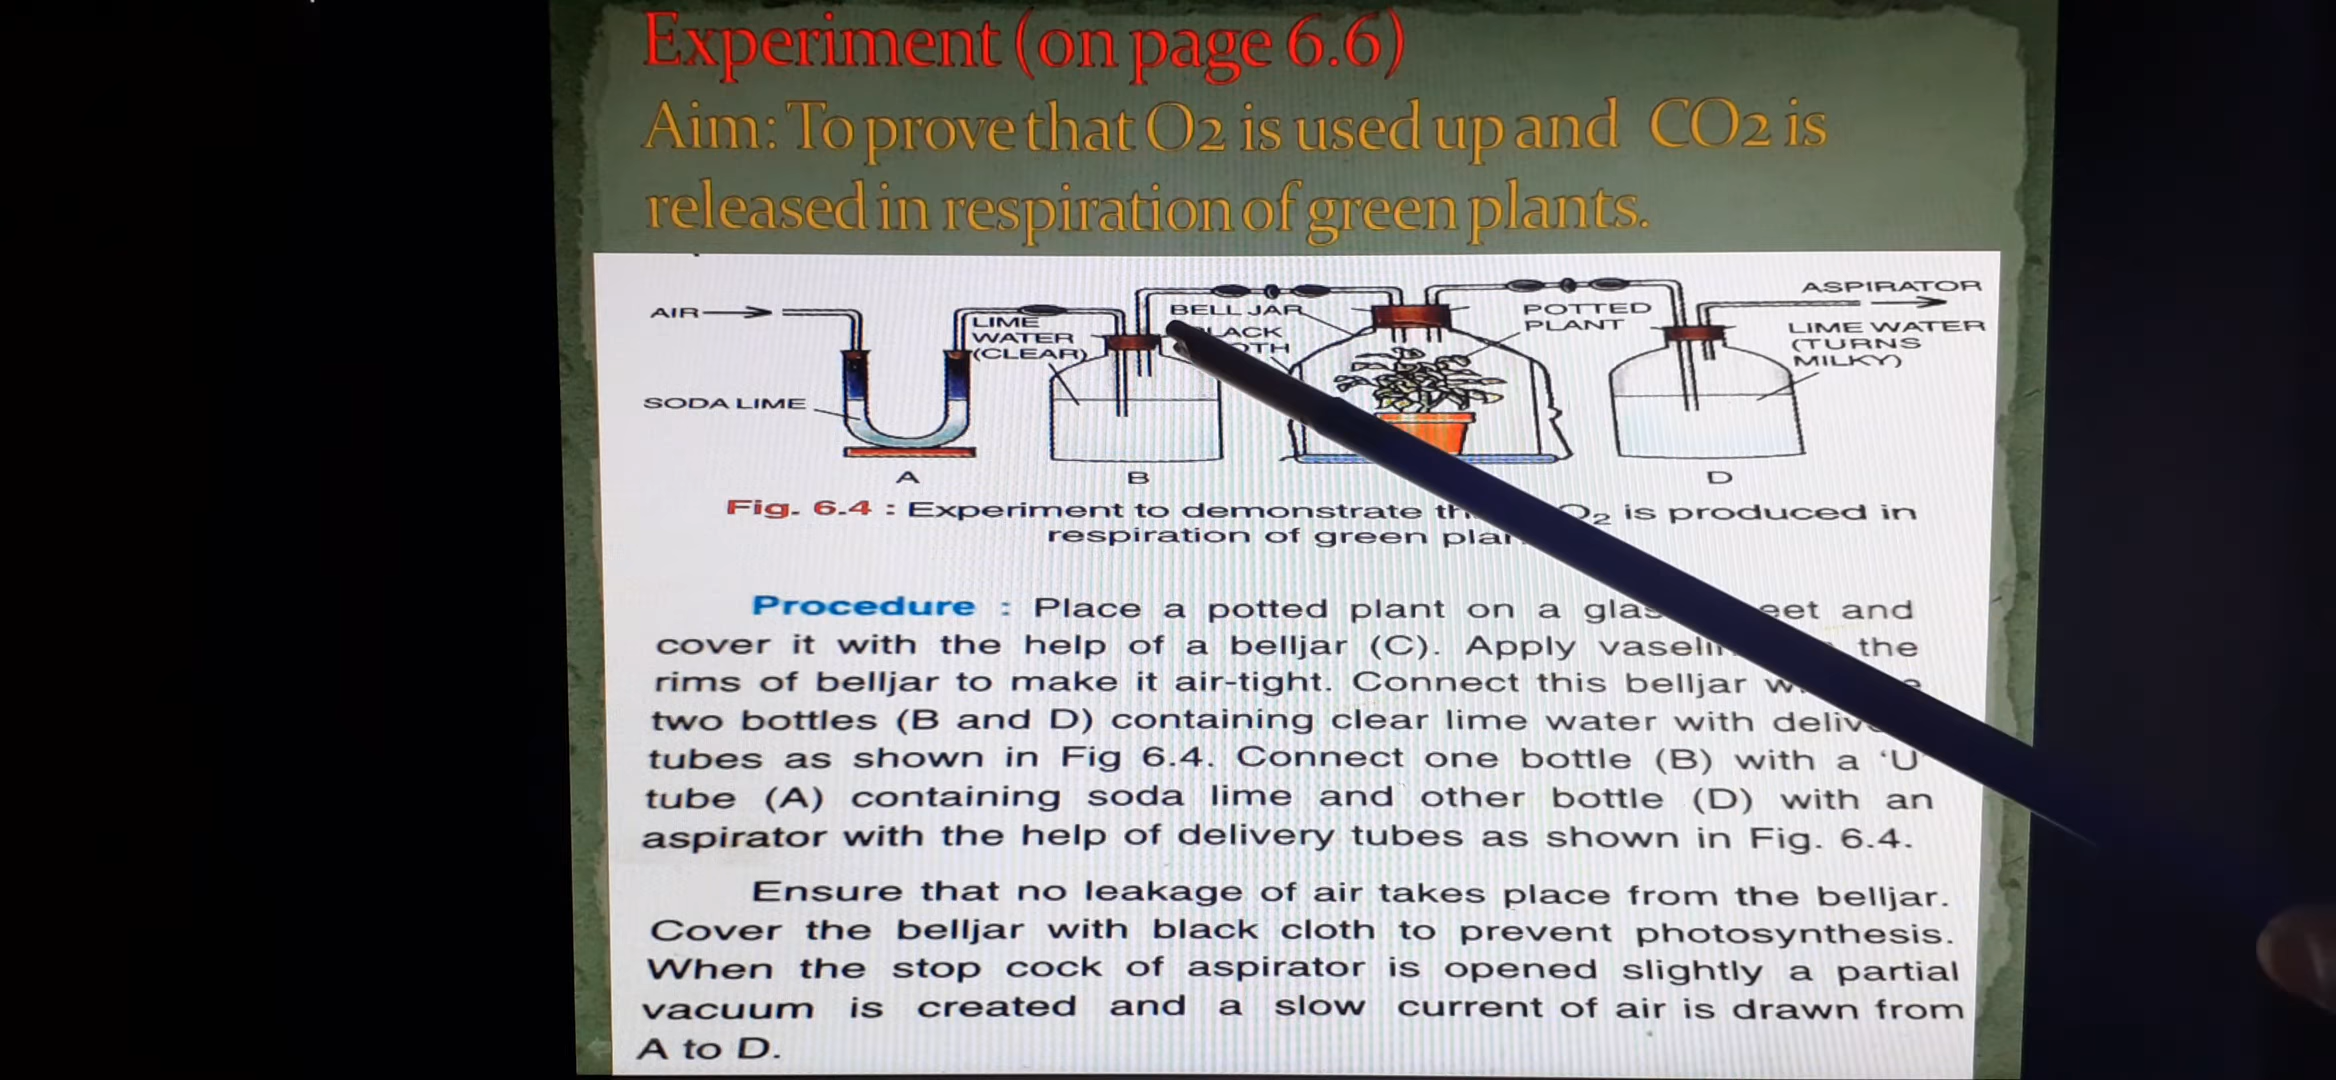 Experiment (on page 6.6)
Aim: To prove that O2 is used up and CO2 is
released in respiration of green plants.
AIR
SODA LIME
LIME
WATER
(CLEAR)
BELL JAR
POTTED
PLANT
ASPIRATOR
LIME WATER
(TURNS
MILKY)
A
B
D
Fig. 6.4 : Experiment to demonstrate is produced in
respiration of green
Procedure : Place a potted plant on a and
cover it with the help of a belljar (C). Apply the
rims of belljar to make it air-tight. Connect this belljar
two bottles (B and D) containing clear lime water with
tubes as shown in Fig 6.4. Connect one bottle (B) with a ‘U
tube (A) containing soda lime and other bottle (D) with an
aspirator with the help of delivery tubes as shown in Fig. 6.4.
Ensure that no leakage of air takes place from the belljar.
Cover the belljar with black cloth to prevent photosynthesis.
When the stop cock of aspirator is opened slightly a partial
vacuum is created and a slow current of air is drawn from
A to D.